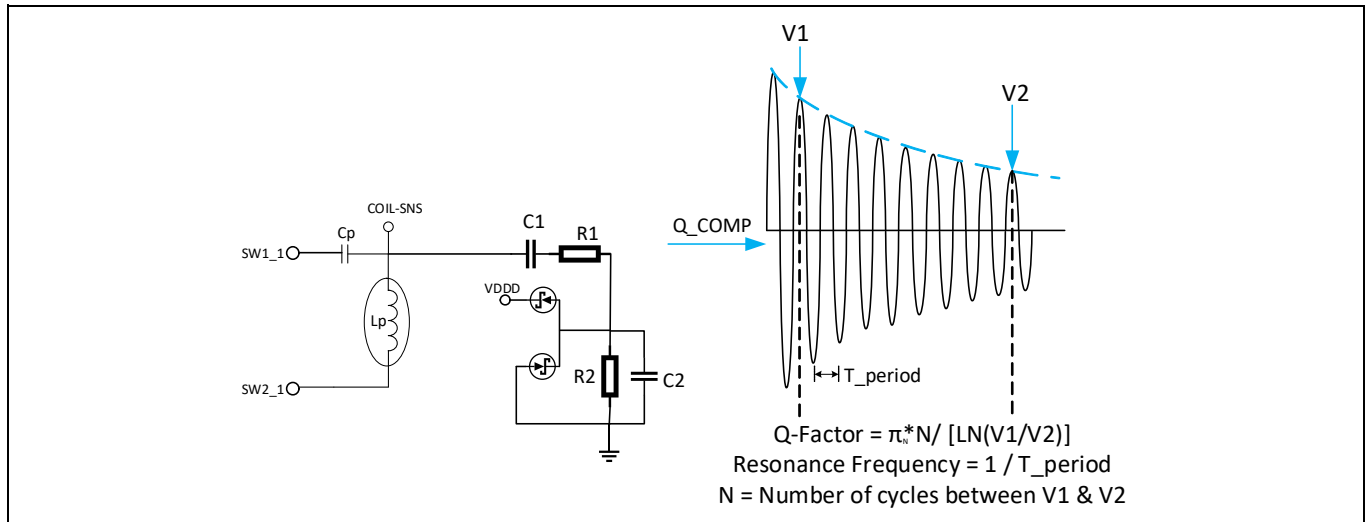 V1
V2
Q_COMP
COIL-SNS
Cp
C1
R1
SW1_1
VDDD
Lp
R2
C2
SW2_1
T_period
Q-Factor = π*N/ [LN(V1/V2)]
N
Resonance Frequency = 1 / T_period
N = Number of cycles between V1 & V2